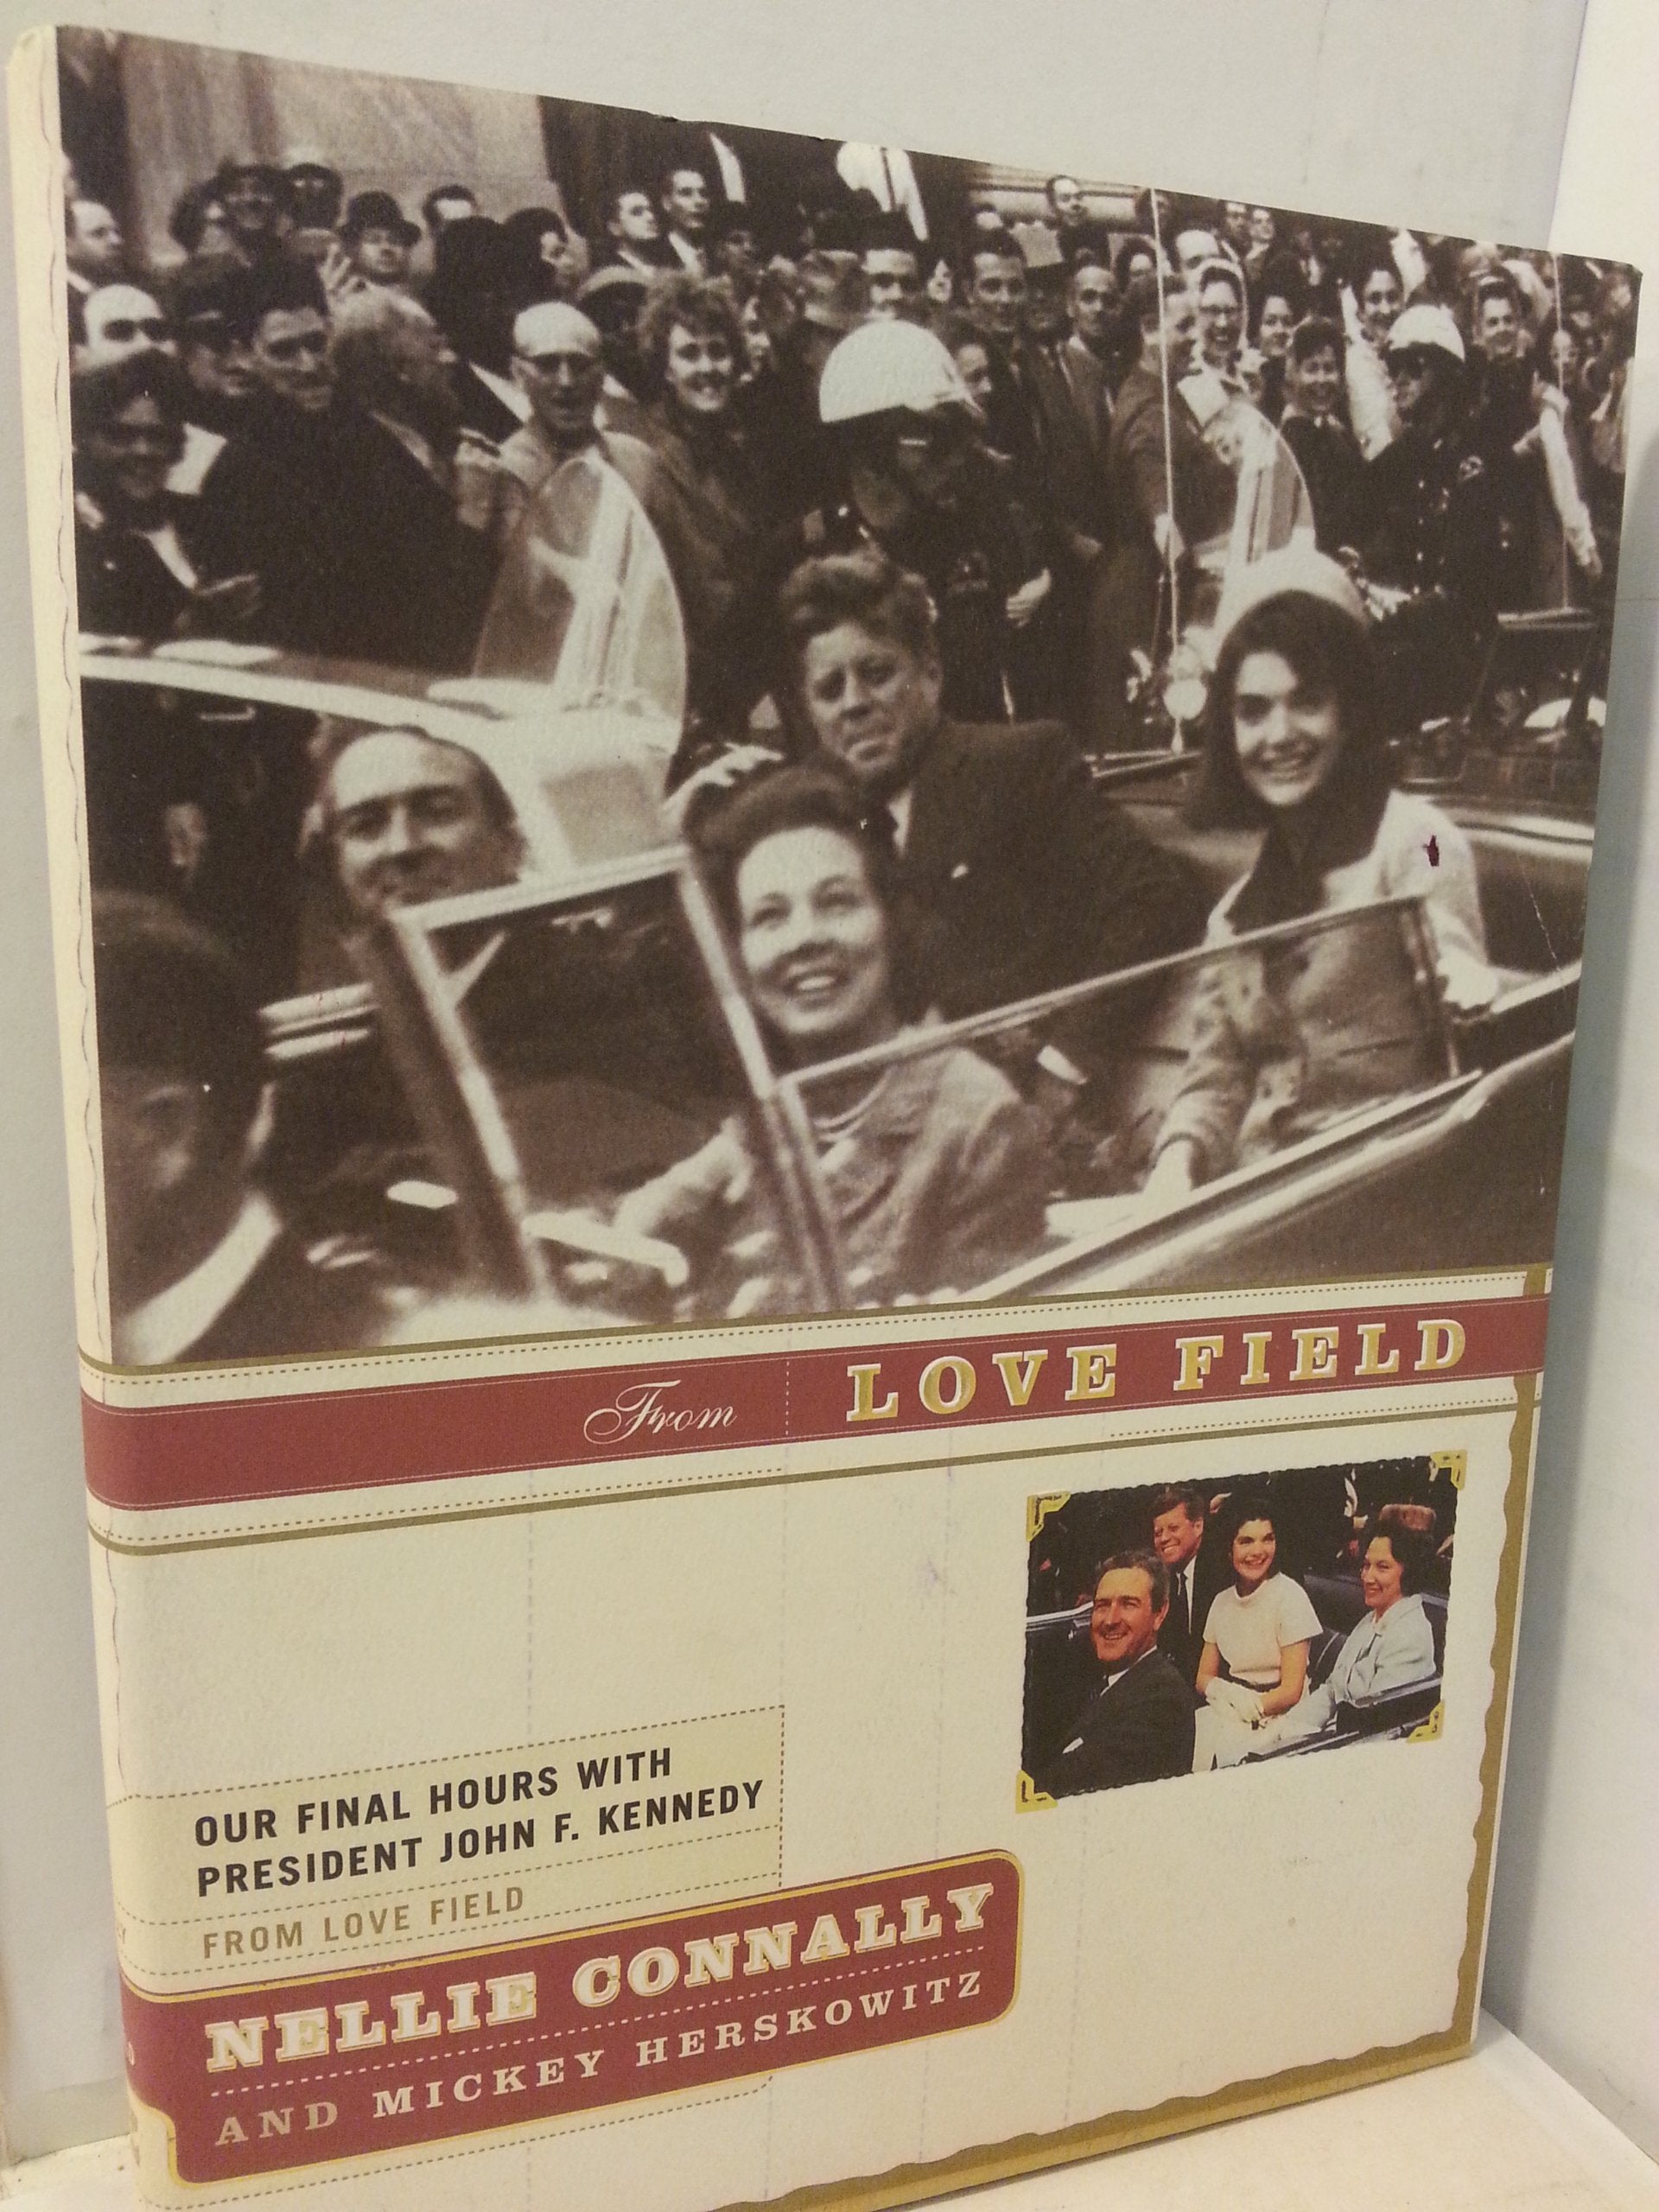 From LOVE FIELD
OUR FINAL HOURS WITH
PRESIDENT JOHN F. KENNEDY
FROM LOVE FIELD
NELLIE CONNALLY
AND MICKEY HERSKOWITZ